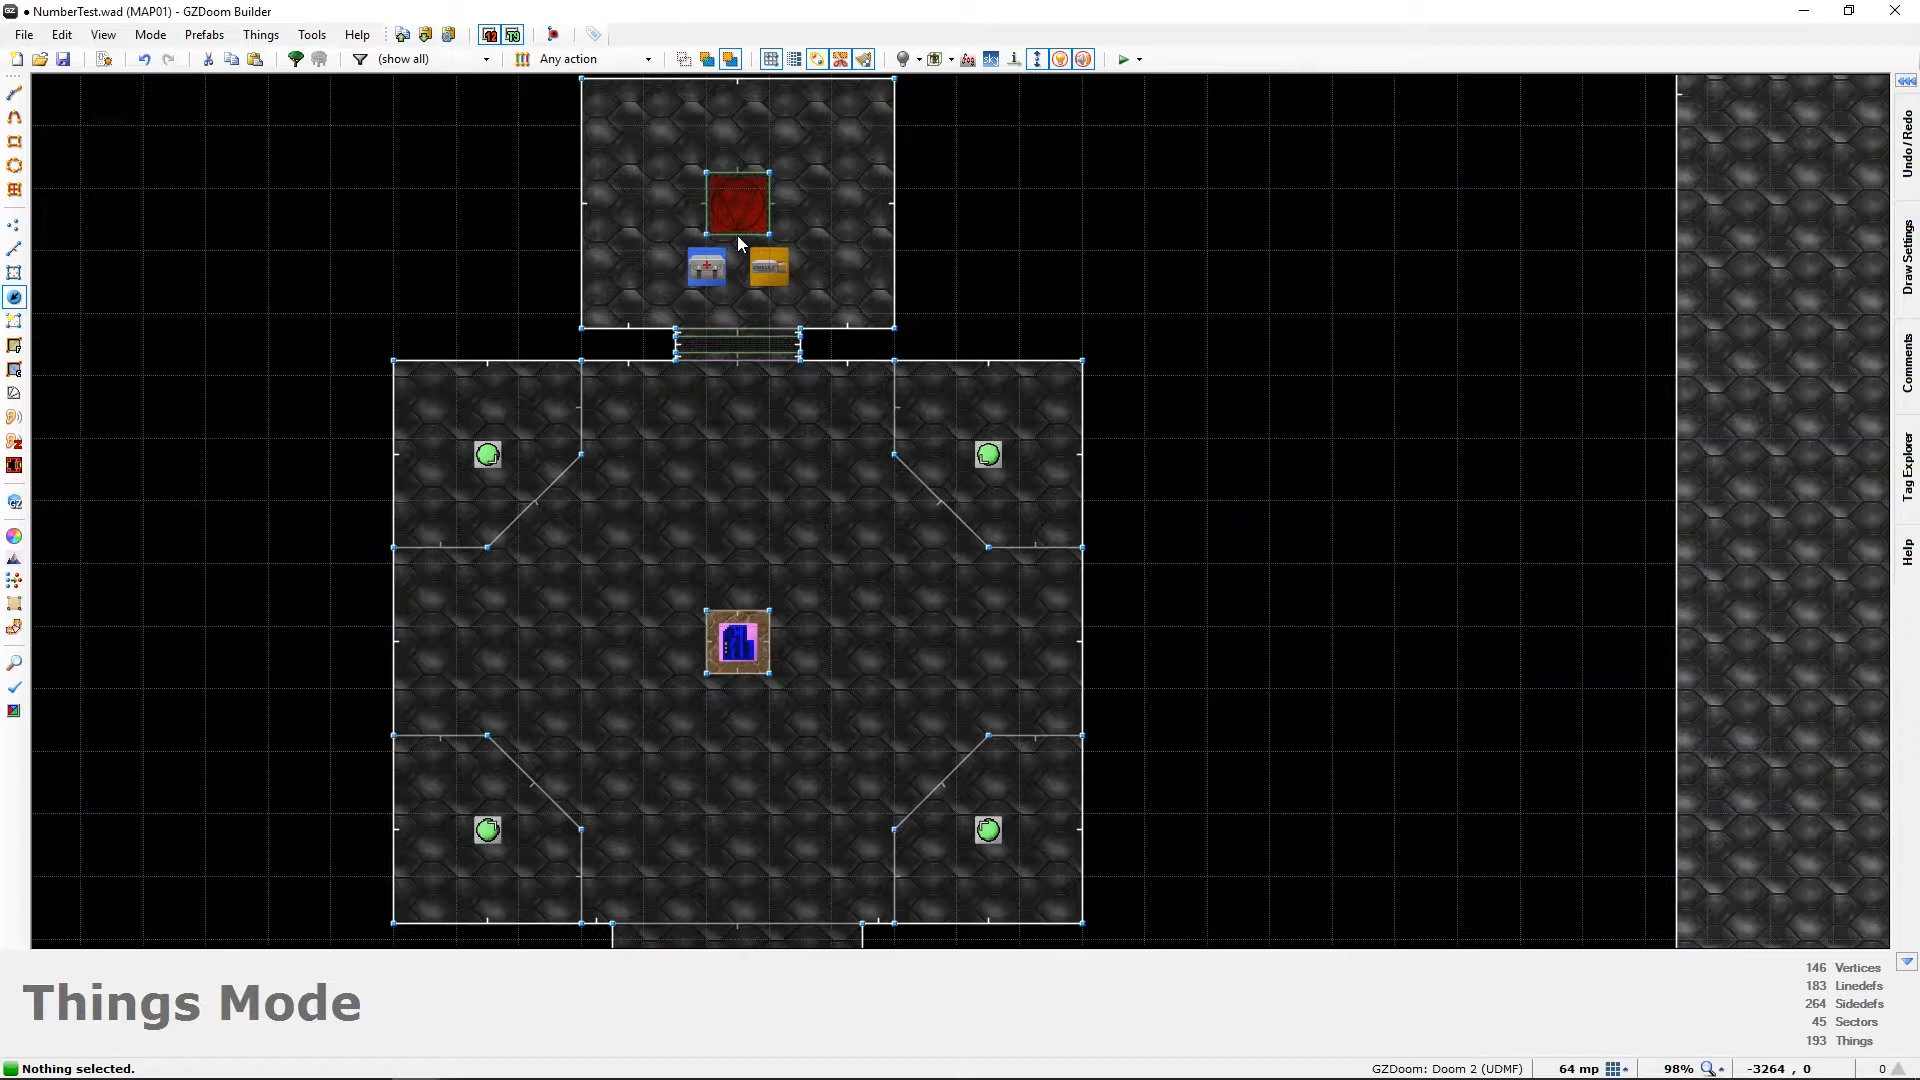 • NumberTest.wad (MAP01) - GZDoom Builder
File Edit View Mode Prefabs Things Tools Help
(show all) Any action
Undo / Redo
Draw Settings
Comments
Tag Explorer
Help
Things Mode
146 Vertices
183 Linedefs
264 Sidedefs
45 Sectors
193 Things
Nothing selected.
GZDoom: Doom 2 (UDMF) 64 mp 98% -3264 , 0 0